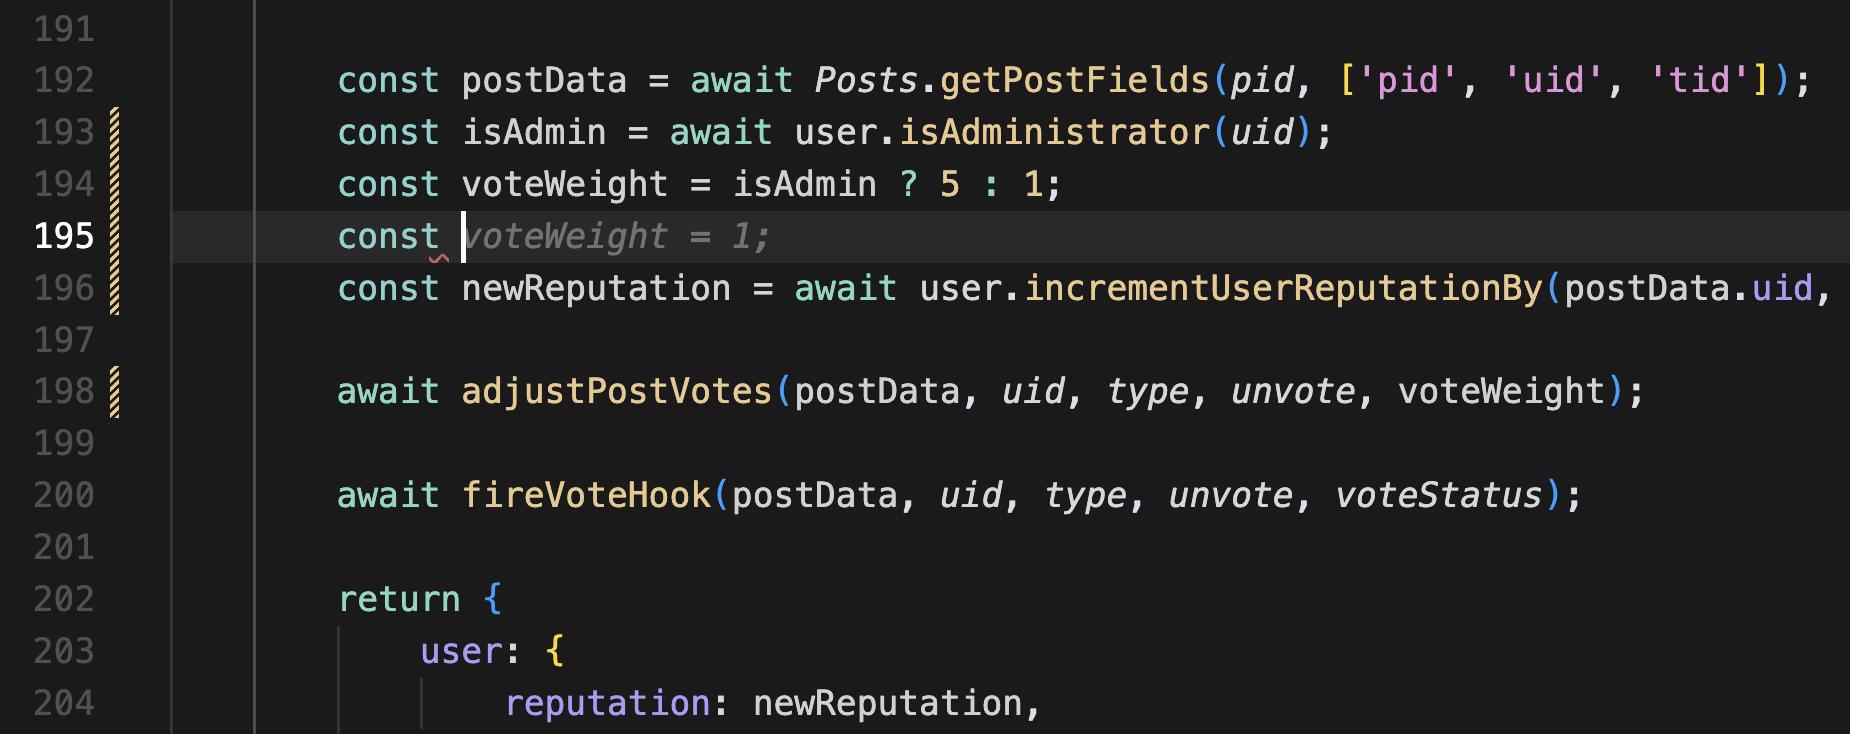 191
192 const postData = await Posts.getPostFields(pid, ['pid', 'uid', 'tid']);
193 const isAdmin = await user.isAdministrator(uid);
194 const voteWeight = isAdmin ? 5 : 1;
195 const voteWeight = 1;
196 const newReputation = await user.incrementUserReputationBy(postData.uid,
197
198 await adjustPostVotes(postData, uid, type, unvote, voteWeight);
199
200 await fireVoteHook(postData, uid, type, unvote, voteStatus);
201
202 return {
203 user: {
204 reputation: newReputation,